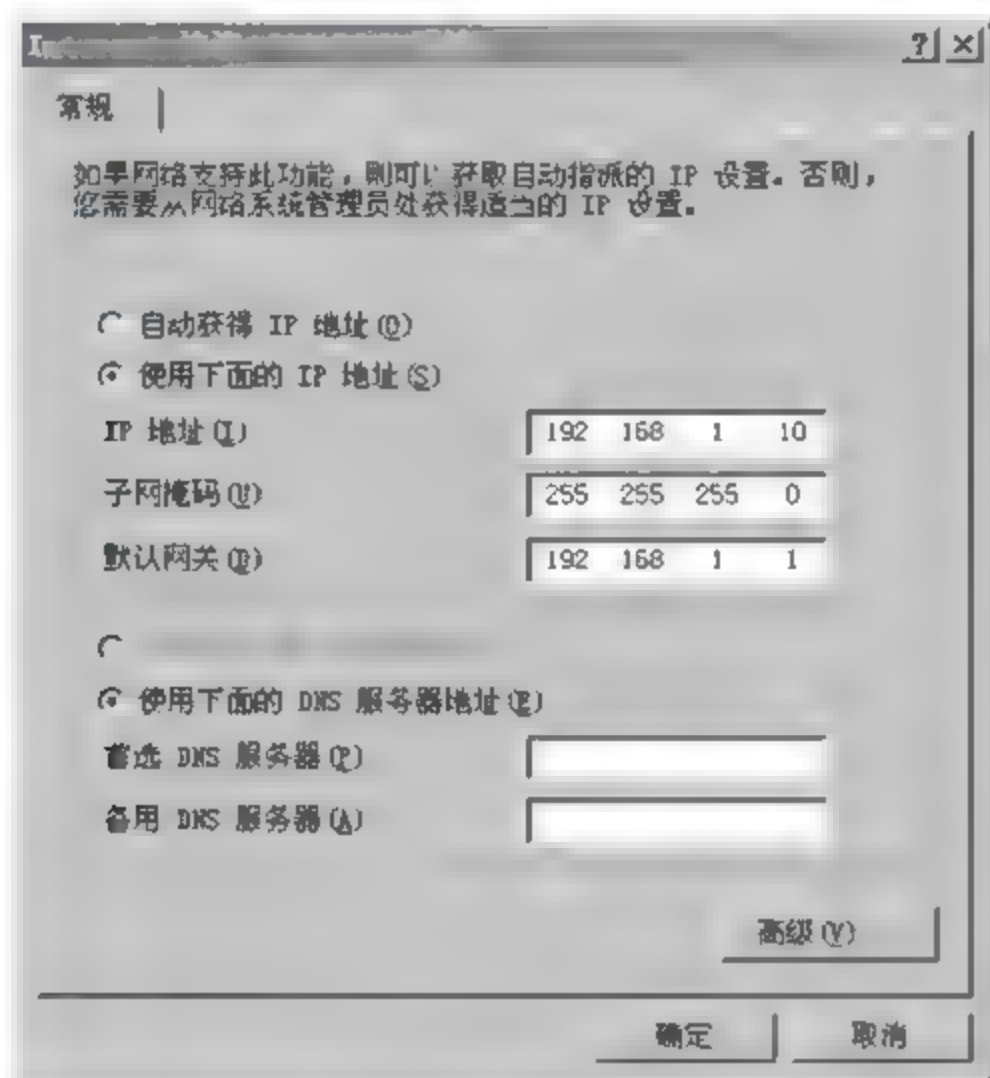 常规
如果网络支持此功能，则可以获取自动指派的 IP 设置。否则，
您需要从网络系统管理员处获得适当的 IP 设置。
自动获得 IP 地址(O)
使用下面的 IP 地址(S)
IP 地址(I) 192 168 1 10
子网掩码(U) 255 255 255 0
默认网关(D) 192 168 1 1
使用下面的 DNS 服务器地址(E)
首选 DNS 服务器(P)
备用 DNS 服务器(A)
高级(V)
确定 取消